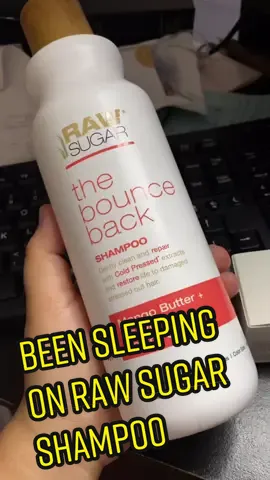 RAW
SUGAR
the
bounce
back
SHAMPOO
Gently clean and repair
with Cold Pressed* extracts
and restore life to damaged
stressed out hair.
Mango Butter +
BEEN SLEEPING
ON RAW SUGAR
SHAMPOO